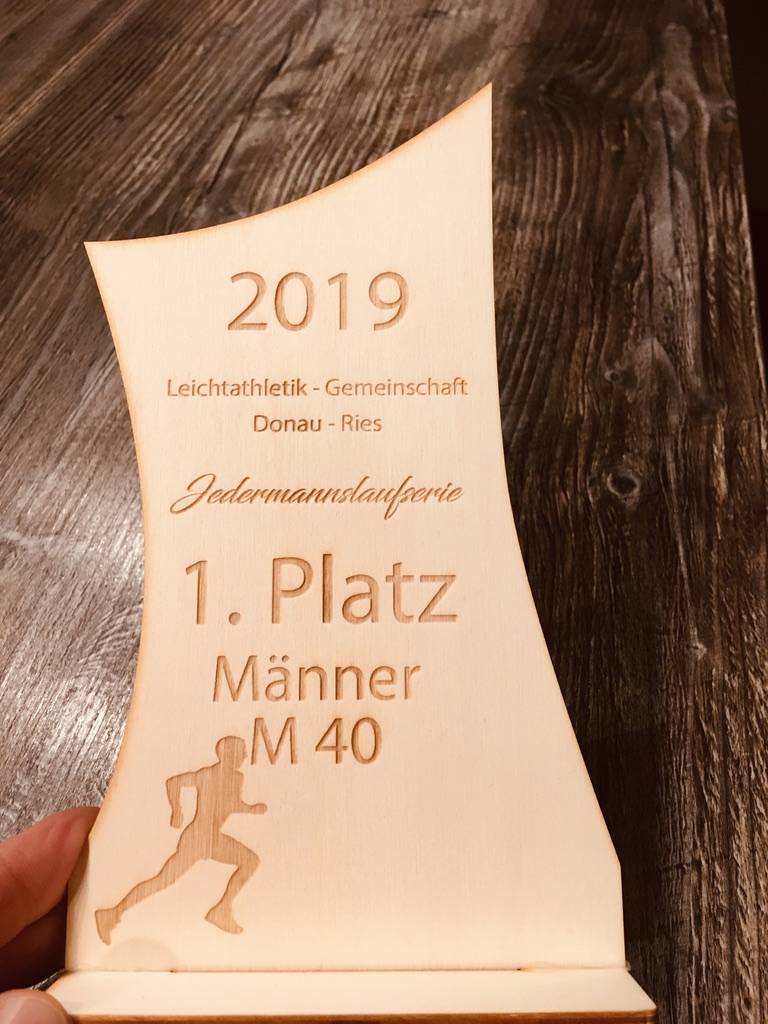 2019
Leichtathletik - Gemeinschaft
Donau - Ries
Jedermannslaufserie
1. Platz
Männer
M 40